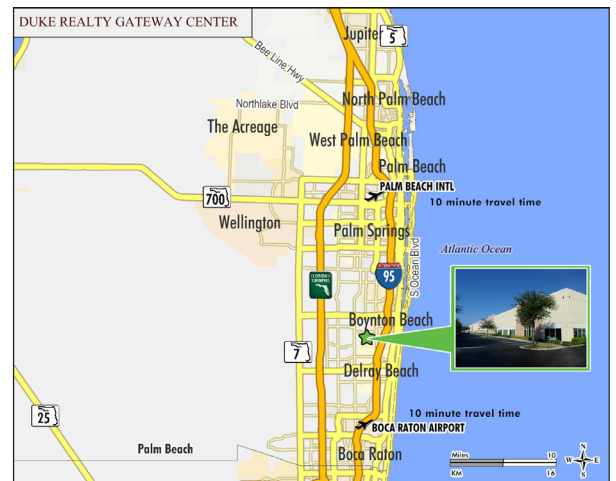 DUKE REALTY GATEWAY CENTER
Jupiter
5
Bee Line Hwy
Northlake Blvd
North Palm Beach
The Acreage
West Palm Beach
Palm Beach
PALM BEACH INTL
700
10 minute travel time
Wellington
Palm Springs
Atlantic Ocean
S Ocean Blvd
FLORIDA'S
TURNPIKE
95
Boynton Beach
7
Delray Beach
25
10 minute travel time
BOCA RATON AIRPORT
Palm Beach
Boca Raton
Miles 10
KM 16
N
W E
S